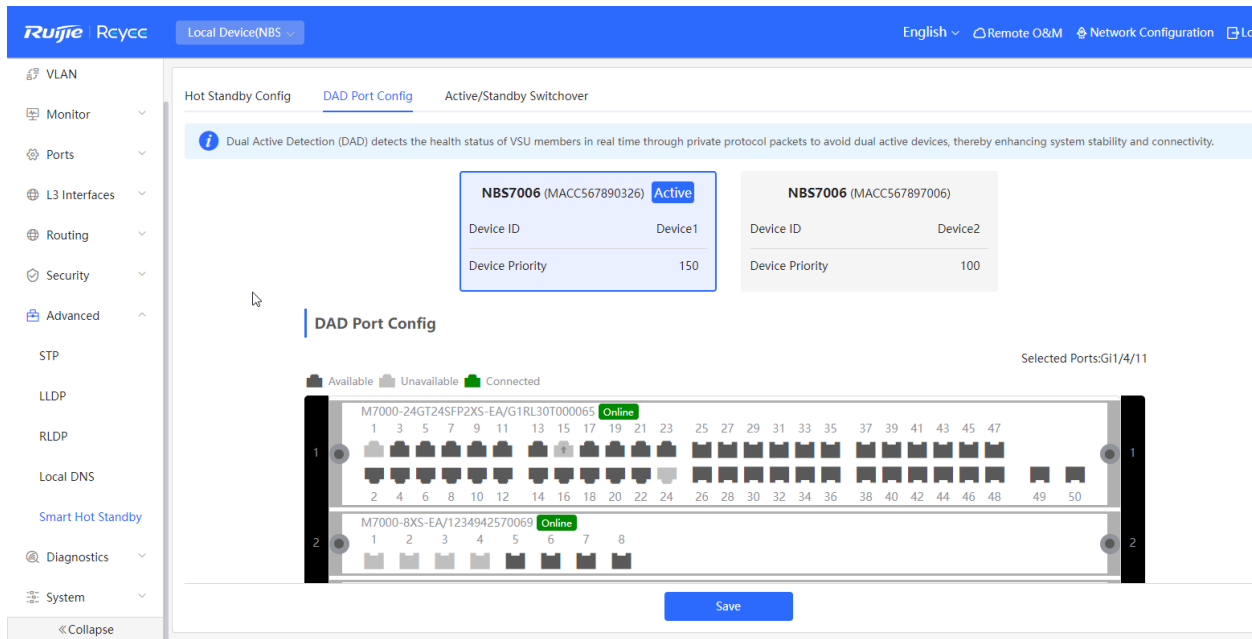 Ruijie | Rcycc Local Device(NBS English Remote O&M Network Configuration Lo
VLAN
Monitor
Ports
L3 Interfaces
Routing
Security
Advanced
STP
LLDP
RLDP
Local DNS
Smart Hot Standby
Diagnostics
System
«Collapse
Hot Standby Config DAD Port Config Active/Standby Switchover
i Dual Active Detection (DAD) detects the health status of VSU members in real time through private protocol packets to avoid dual active devices, thereby enhancing system stability and connectivity.
NBS7006 (MACC567890326) Active
Device ID Device1
Device Priority 150
NBS7006 (MACC567897006)
Device ID Device2
Device Priority 100
DAD Port Config
Selected Ports:Gi1/4/11
Available Unavailable Connected
M7000-24GT24SFP2XS-EA/G1RL30T000065 Online
1 3 5 7 9 11 13 15 17 19 21 23 25 27 29 31 33 35 37 39 41 43 45 47
1 1
2 4 6 8 10 12 14 16 18 20 22 24 26 28 30 32 34 36 38 40 42 44 46 48 49 50
M7000-8XS-EA/1234942570069 Online
1 2 3 4 5 6 7 8
2 2
Save